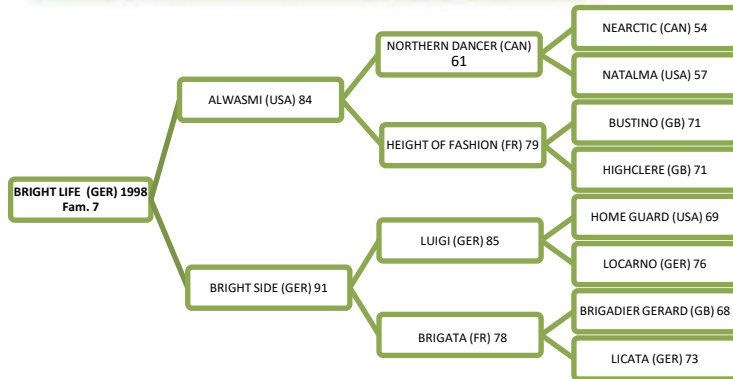 BRIGHT LIFE (GER) 1998
Fam. 7
ALWASMI (USA) 84
BRIGHT SIDE (GER) 91
NORTHERN DANCER (CAN)
61
HEIGHT OF FASHION (FR) 79
LUIGI (GER) 85
BRIGATA (FR) 78
NEARCTIC (CAN) 54
NATALMA (USA) 57
BUSTINO (GB) 71
HIGHCLERE (GB) 71
HOME GUARD (USA) 69
LOCARNO (GER) 76
BRIGADIER GERARD (GB) 68
LICATA (GER) 73